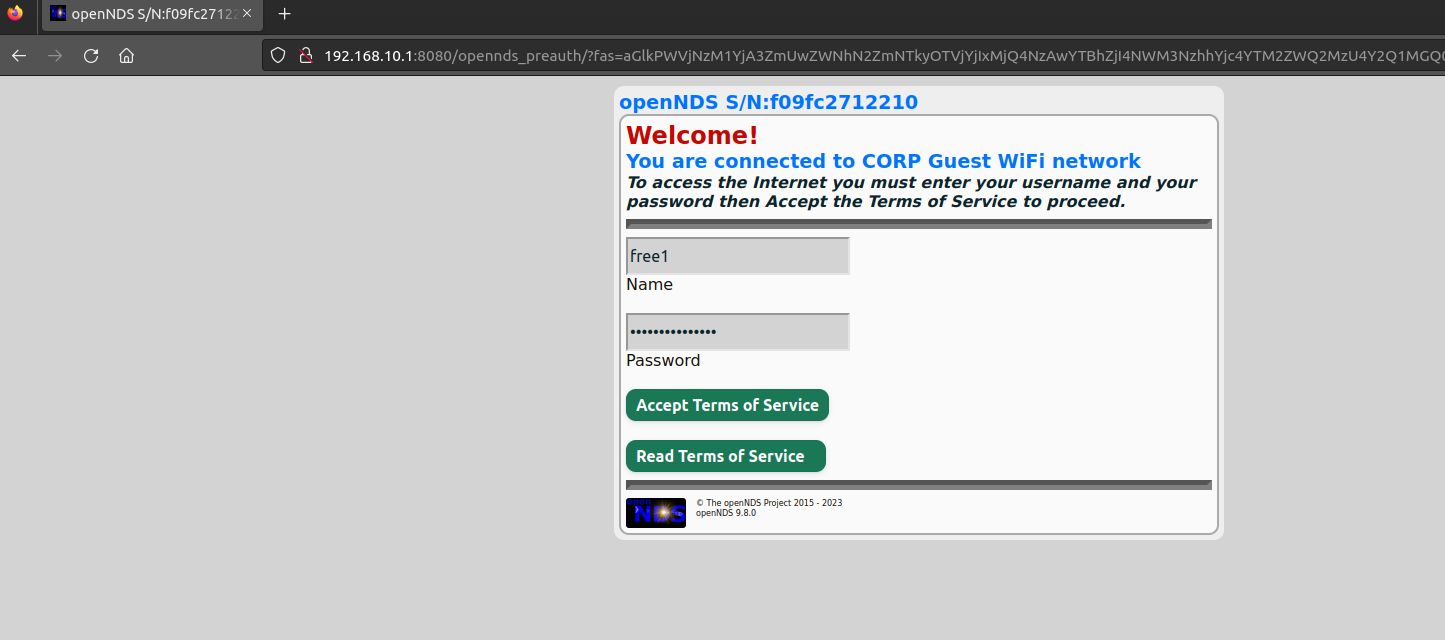 openNDS S/N:f09fc27122
192.168.10.1:8080/opennds_preauth/?fas=aGlkPWVjNzM1YjA3ZmUwZWNhN2ZmNTkyOTVjYjIxMjQ4NzAwYTBhZjI4NWM3NzhhYjc4YTM2ZWQ2MzU4Y2Q1MGQ
openNDS S/N:f09fc2712210
Welcome!
You are connected to CORP Guest WiFi network
To access the Internet you must enter your username and your
password then Accept the Terms of Service to proceed.
free1
Name
•••••••••••••••
Password
Accept Terms of Service
Read Terms of Service
open
NDS
© The openNDS Project 2015 - 2023
openNDS 9.8.0